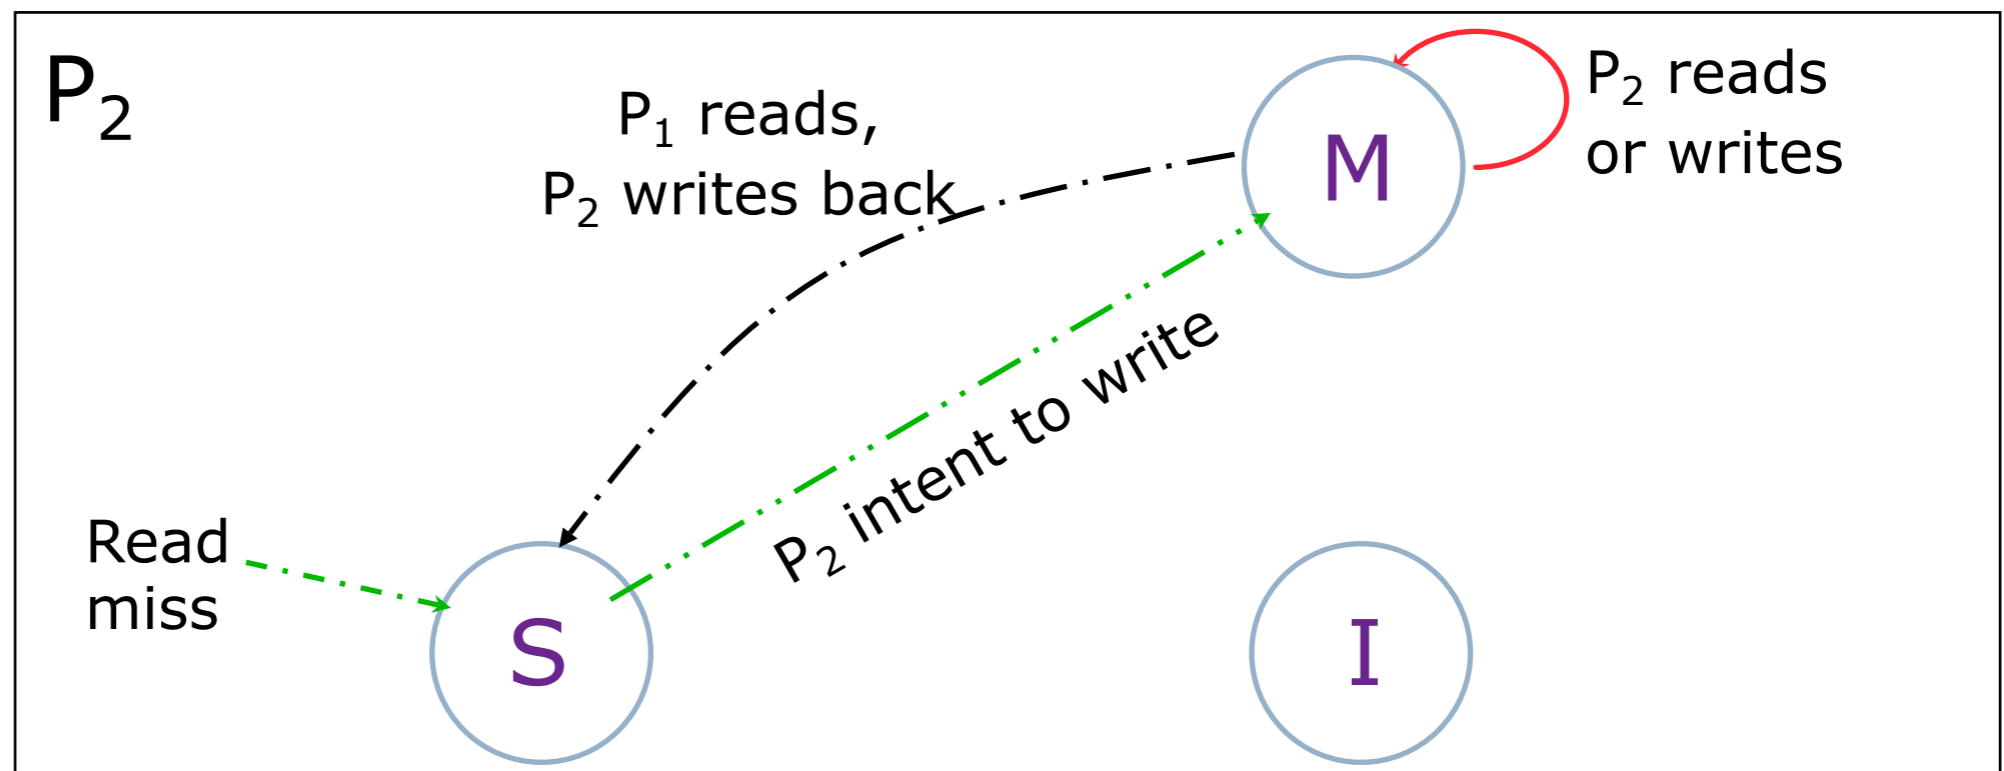 P2
P1 reads,
P2 writes back
P2 reads
or writes
M
P2 intent to write
Read
miss
S
I